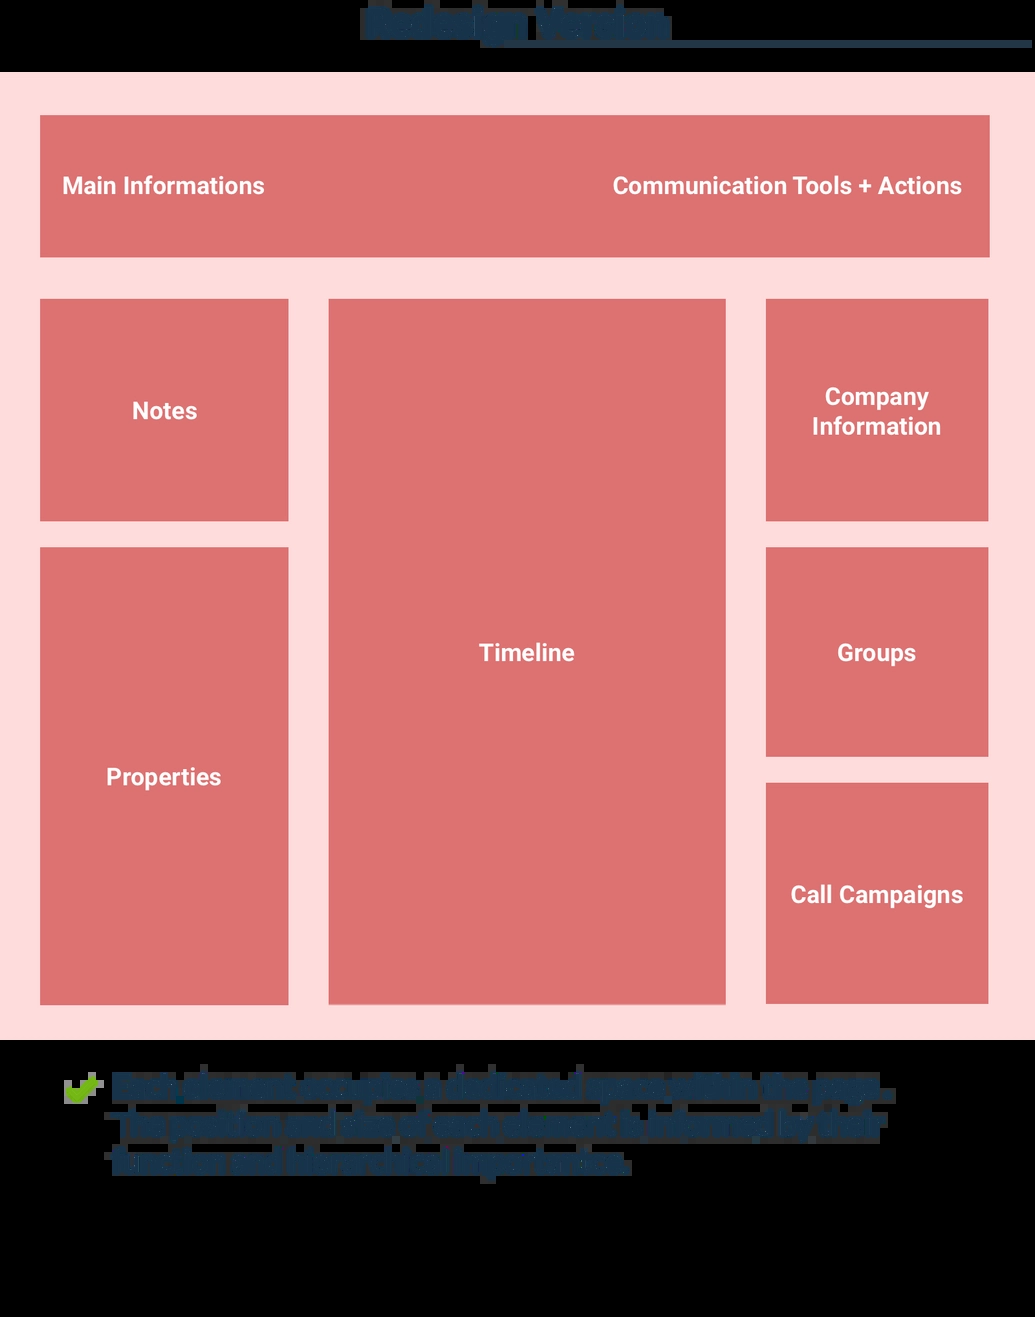 Redesign Version
Main Informations
Communication Tools + Actions
Notes
Company
Information
Timeline
Groups
Properties
Call Campaigns
Each element occupies a dedicated space within the page.
The position and size of each element is informed by their
function and hierarchical importance.